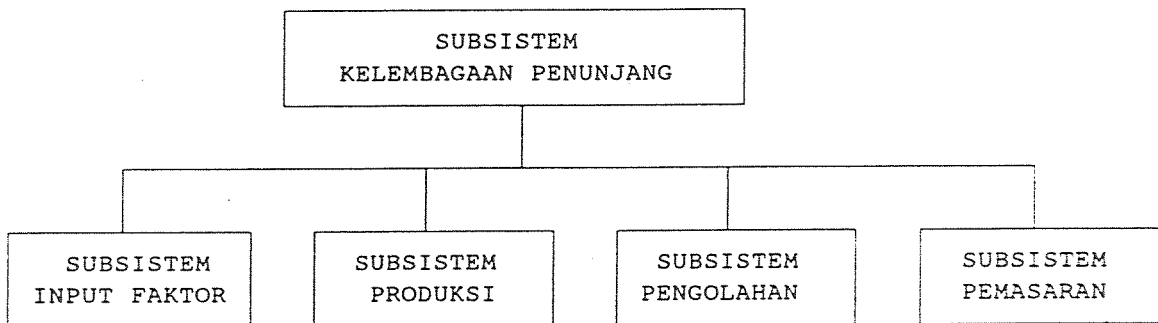 SUBSISTEM
KELEMBAGAAN PENUNJANG
SUBSISTEM
INPUT FAKTOR
SUBSISTEM
PRODUKSI
SUBSISTEM
PENGOLAHAN
SUBSISTEM
PEMASARAN